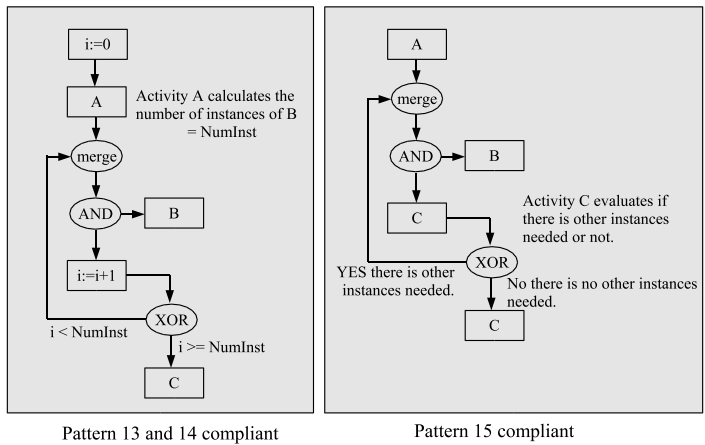 i:=0
A
Activity A calculates the
number of instances of B
= NumInst
merge
AND
B
i:=i+1
XOR
i < NumInst
i >= NumInst
C
Pattern 13 and 14 compliant
A
merge
AND
B
C
Activity C evaluates if
there is other instances
needed or not.
XOR
YES there is other
instances needed.
No there is no other instances
needed.
C
Pattern 15 compliant